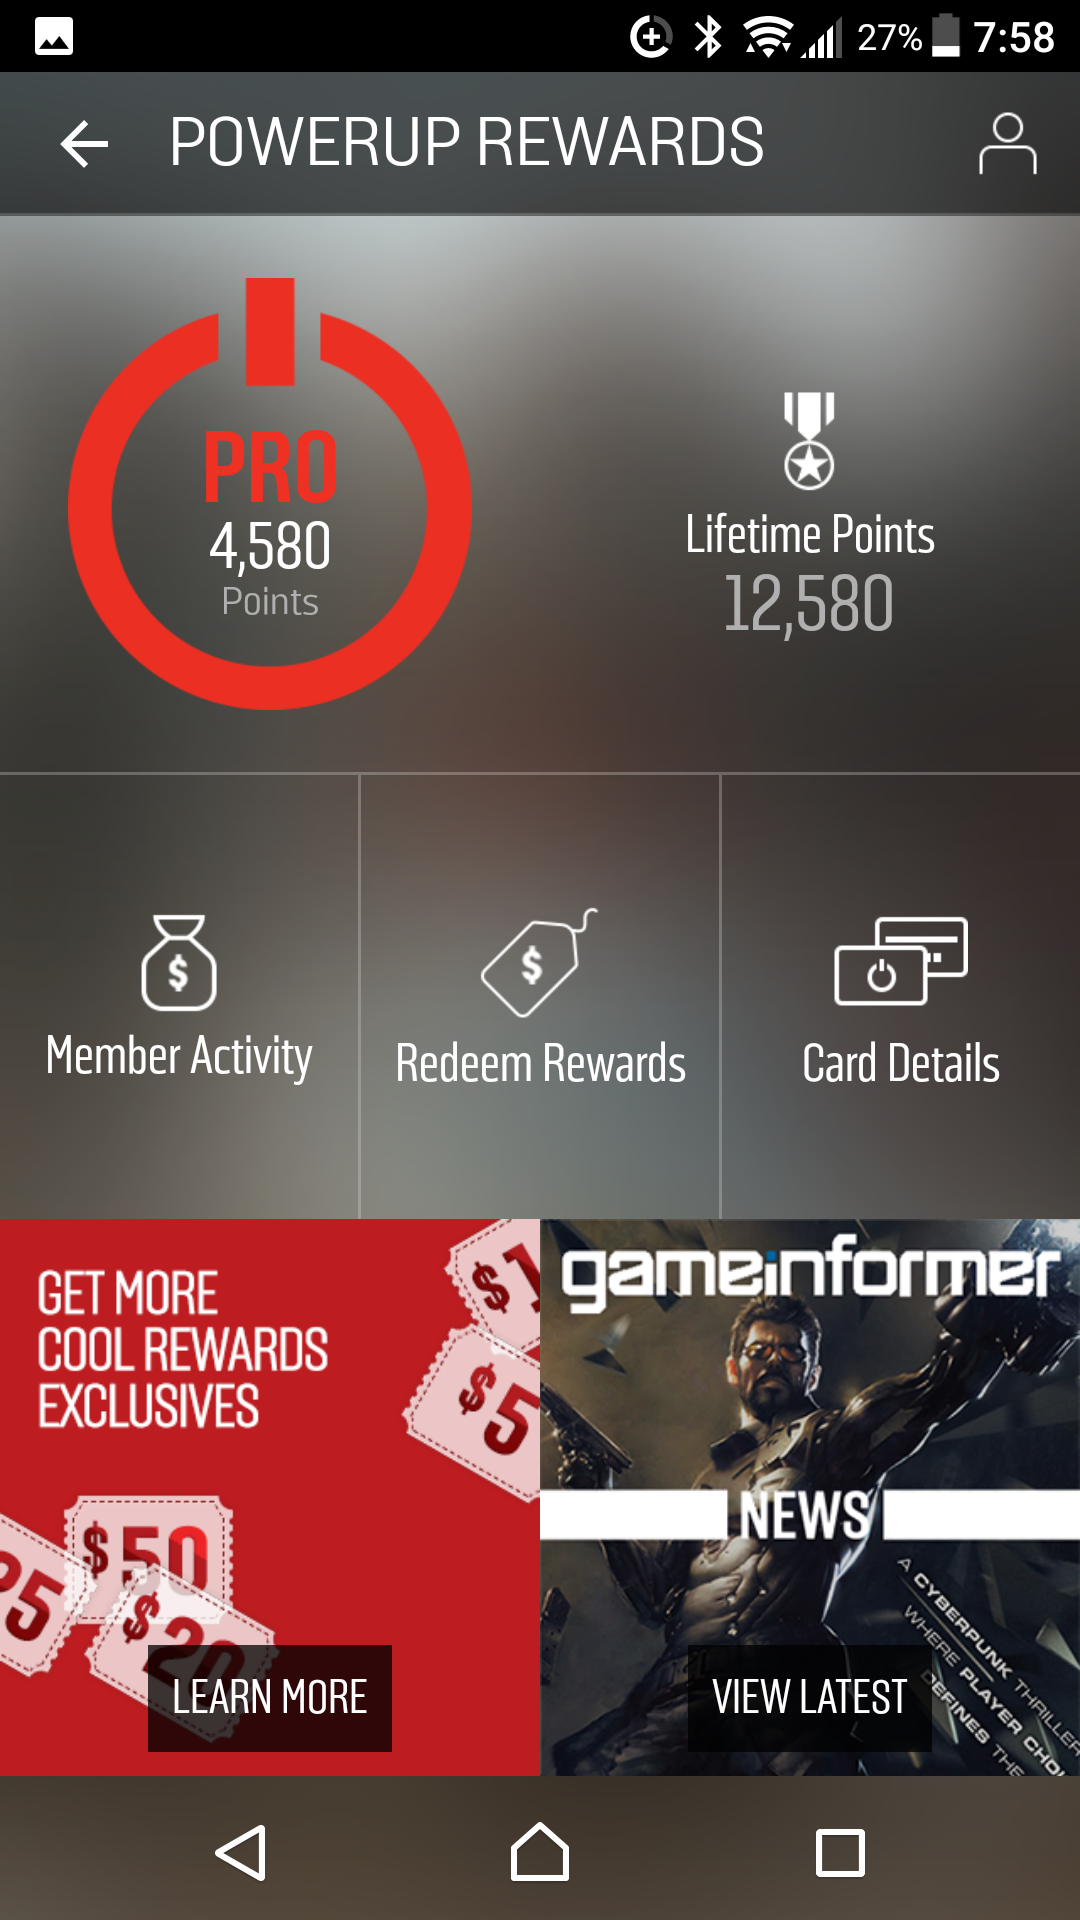 27% 7:58
POWERUP REWARDS
PRO
4,580
Points
Lifetime Points
12,580
$
$
Member Activity
Redeem Rewards
Card Details
GET MORE
COOL REWARDS
EXCLUSIVES
$1
$5
$50
$20
25
LEARN MORE
gameinformer
NEWS
A CYBERPUNK THRILLER
WHERE PLAYER CHOI
DEFINES THE
VIEW LATEST